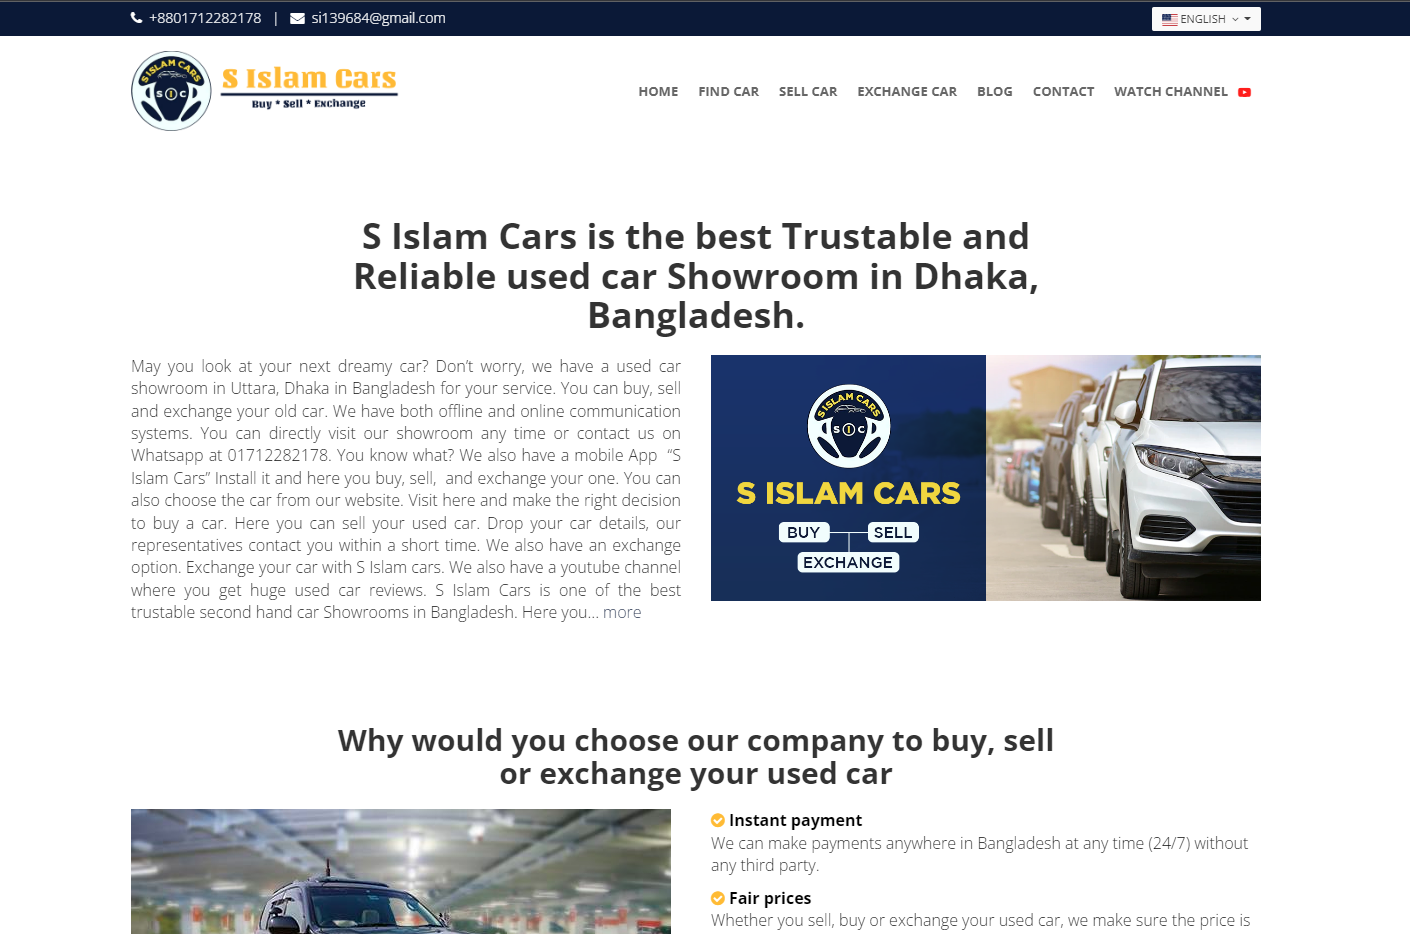 +8801712282178 | si139684@gmail.com
ENGLISH
S ISLAM CARS
S I C
S Islam Cars
Buy * Sell * Exchange
HOME FIND CAR SELL CAR EXCHANGE CAR BLOG CONTACT WATCH CHANNEL
S Islam Cars is the best Trustable and
Reliable used car Showroom in Dhaka,
Bangladesh.
May you look at your next dreamy car? Don’t worry, we have a used car
showroom in Uttara, Dhaka in Bangladesh for your service. You can buy, sell
and exchange your old car. We have both offline and online communication
systems. You can directly visit our showroom any time or contact us on
Whatsapp at 01712282178. You know what? We also have a mobile App “S
Islam Cars” Install it and here you buy, sell, and exchange your one. You can
also choose the car from our website. Visit here and make the right decision
to buy a car. Here you can sell your used car. Drop your car details, our
representatives contact you within a short time. We also have an exchange
option. Exchange your car with S Islam cars. We also have a youtube channel
where you get huge used car reviews. S Islam Cars is one of the best
trustable second hand car Showrooms in Bangladesh. Here you... more
S ISLAM CARS
S I C
S ISLAM CARS
BUY SELL
EXCHANGE
Why would you choose our company to buy, sell
or exchange your used car
Instant payment
We can make payments anywhere in Bangladesh at any time (24/7) without
any third party.
Fair prices
Whether you sell, buy or exchange your used car, we make sure the price is